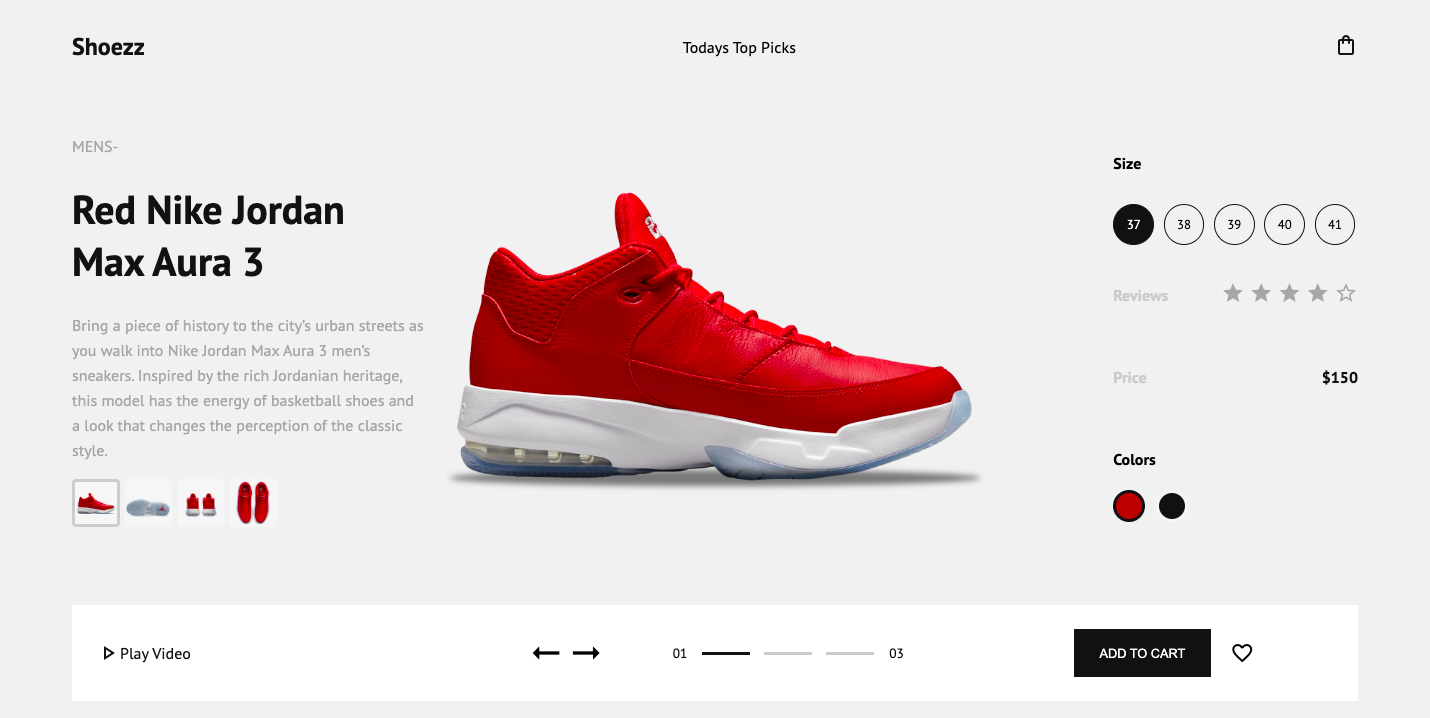 Shoezz
Todays Top Picks
MENS-
Red Nike Jordan
Max Aura 3
Bring a piece of history to the city's urban streets as
you walk into Nike Jordan Max Aura 3 men's
sneakers. Inspired by the rich Jordanian heritage,
this model has the energy of basketball shoes and
a look that changes the perception of the classic
style.
Size
37 38 39 40 41
Reviews
Price $150
Colors
Play Video
01 03
ADD TO CART